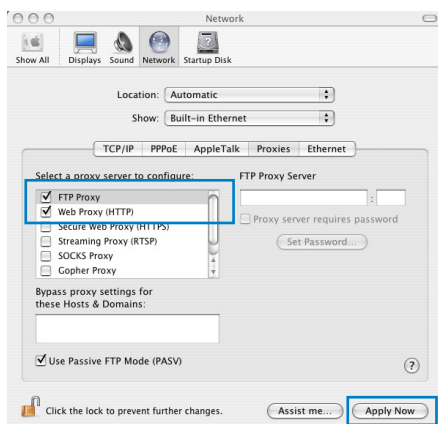 Network
Show All Displays Sound Network Startup Disk
Location: Automatic
Show: Built-in Ethernet
TCP/IP PPPoE AppleTalk Proxies Ethernet
Select a proxy server to configure: FTP Proxy Server
FTP Proxy :
Web Proxy (HTTP) Proxy server requires password
Secure Web Proxy (HTTPS)
Streaming Proxy (RTSP) Set Password...
SOCKS Proxy
Gopher Proxy
Bypass proxy settings for
these Hosts & Domains:
Use Passive FTP Mode (PASV) ?
Click the lock to prevent further changes. Assist me... Apply Now